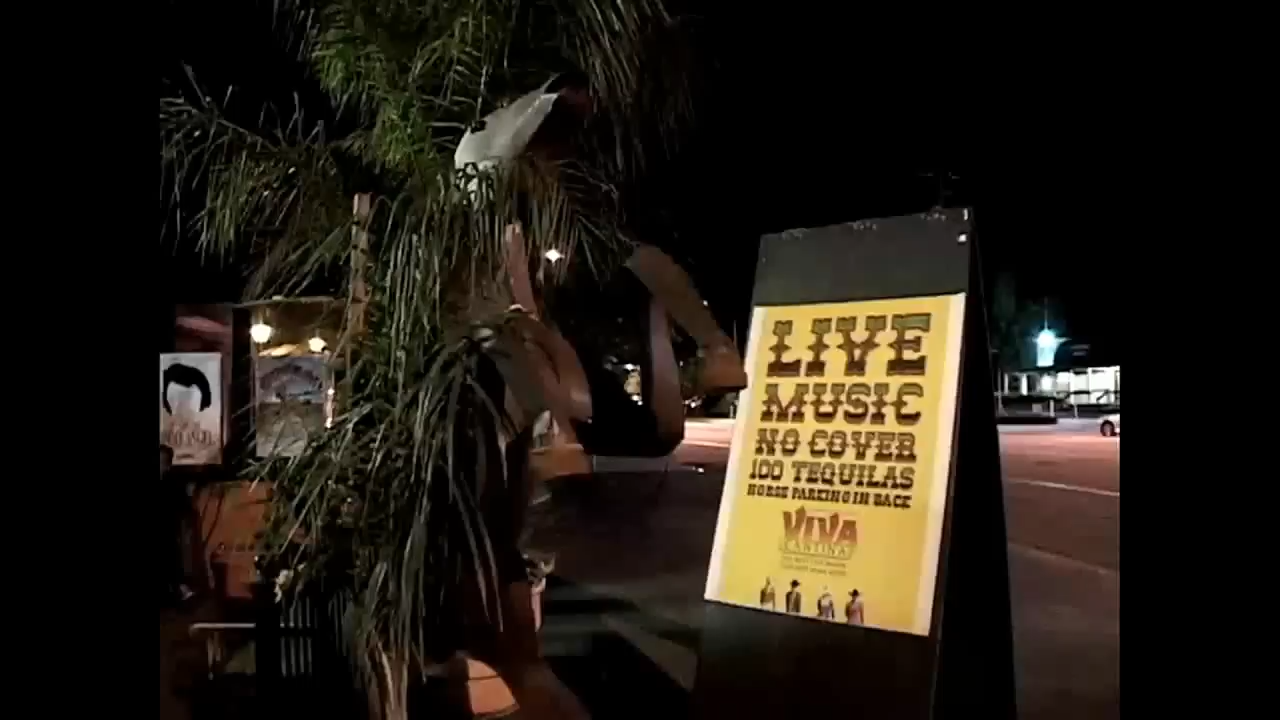 LIVE
MUSIC
NO COVER
100 TEQUILAS
HORSE PARKING IN BACK
VIVA
CANTINA